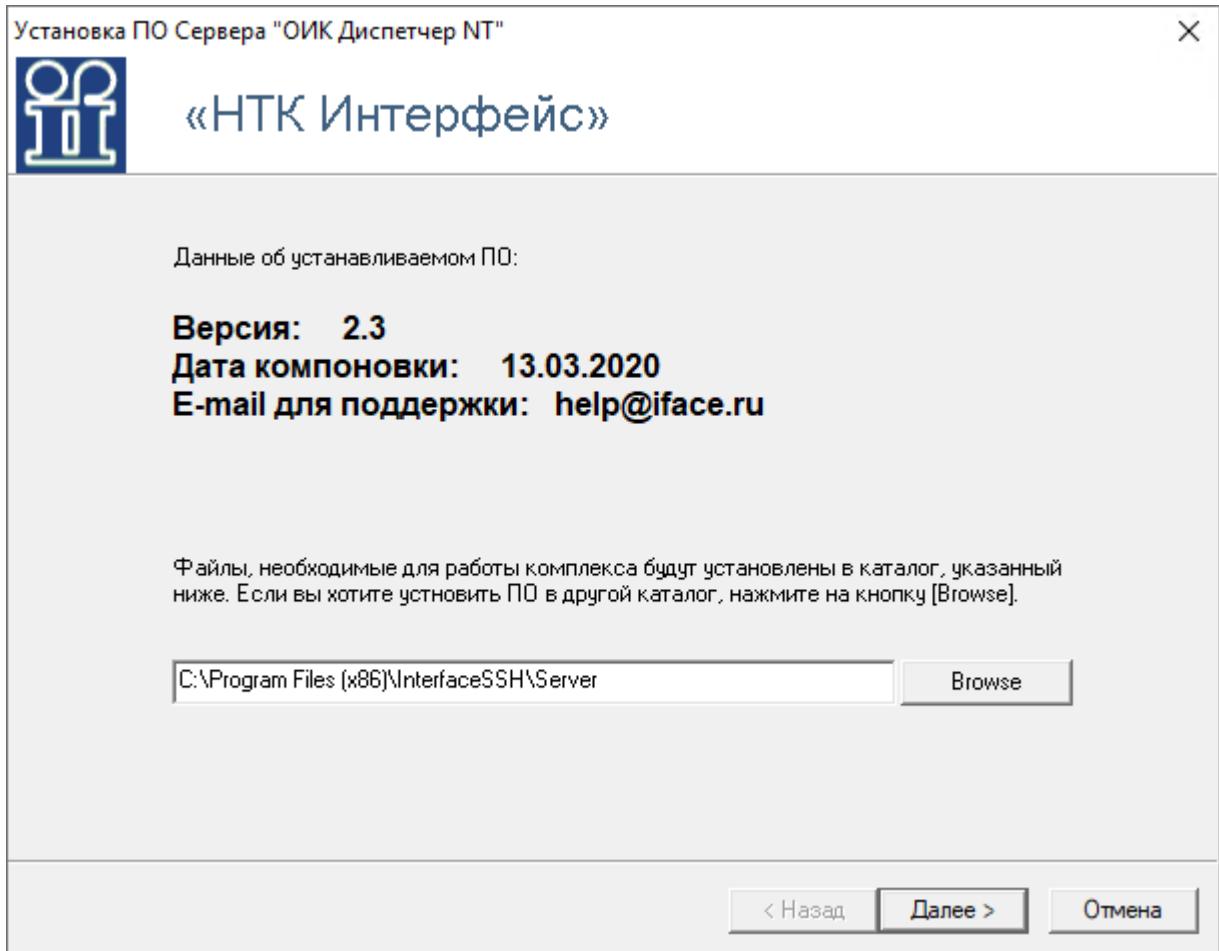 Установка ПО Сервера "ОИК Диспетчер NT"
«НТК Интерфейс»
Данные об устанавливаемом ПО:
Версия: 2.3
Дата компоновки: 13.03.2020
E-mail для поддержки: help@iface.ru
Файлы, необходимые для работы комплекса будут установлены в каталог, указанный
ниже. Если вы хотите устновить ПО в другой каталог, нажмите на кнопку [Browse].
C:\Program Files (x86)\InterfaceSSH\Server
Browse
< Назад
Далее >
Отмена